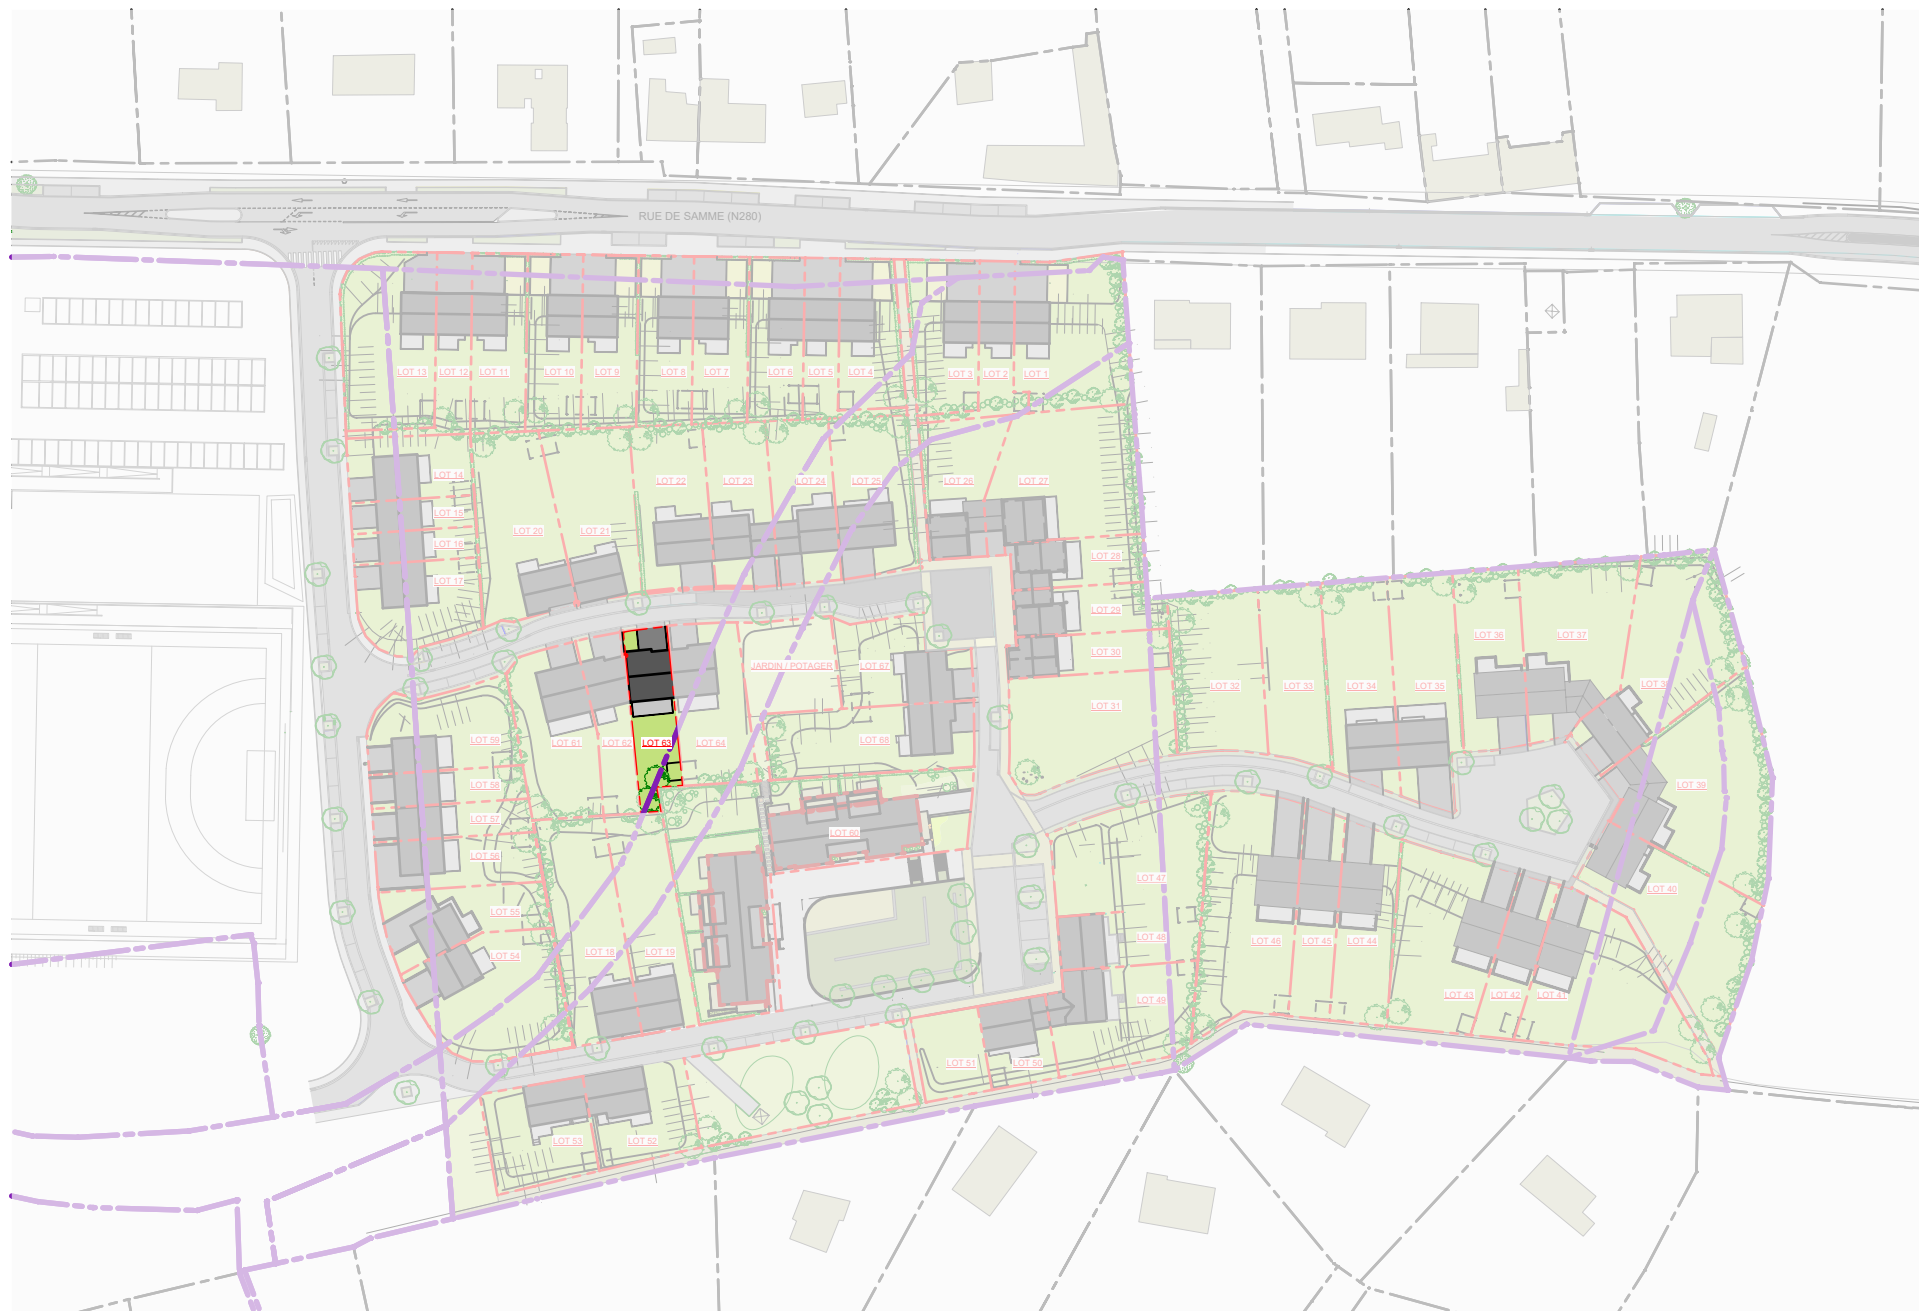 RUE DE SAMME (N280)
LOT 13
LOT 12
LOT 11
LOT 10
LOT 9
LOT 8
LOT 7
LOT 6
LOT 5
LOT 4
LOT 3
LOT 2
LOT 1
LOT 14
LOT 15
LOT 16
LOT 17
LOT 20
LOT 21
LOT 22
LOT 23
LOT 24
LOT 25
LOT 26
LOT 27
LOT 28
LOT 29
LOT 30
LOT 31
LOT 32
LOT 33
LOT 34
LOT 35
LOT 36
LOT 37
LOT 38
LOT 39
LOT 40
JARDIN / POTAGER
LOT 67
LOT 68
LOT 59
LOT 58
LOT 57
LOT 56
LOT 55
LOT 54
LOT 61
LOT 62
LOT 63
LOT 64
LOT 60
LOT 18
LOT 19
LOT 47
LOT 48
LOT 49
LOT 46
LOT 45
LOT 44
LOT 43
LOT 42
LOT 41
LOT 51
LOT 50
LOT 53
LOT 52